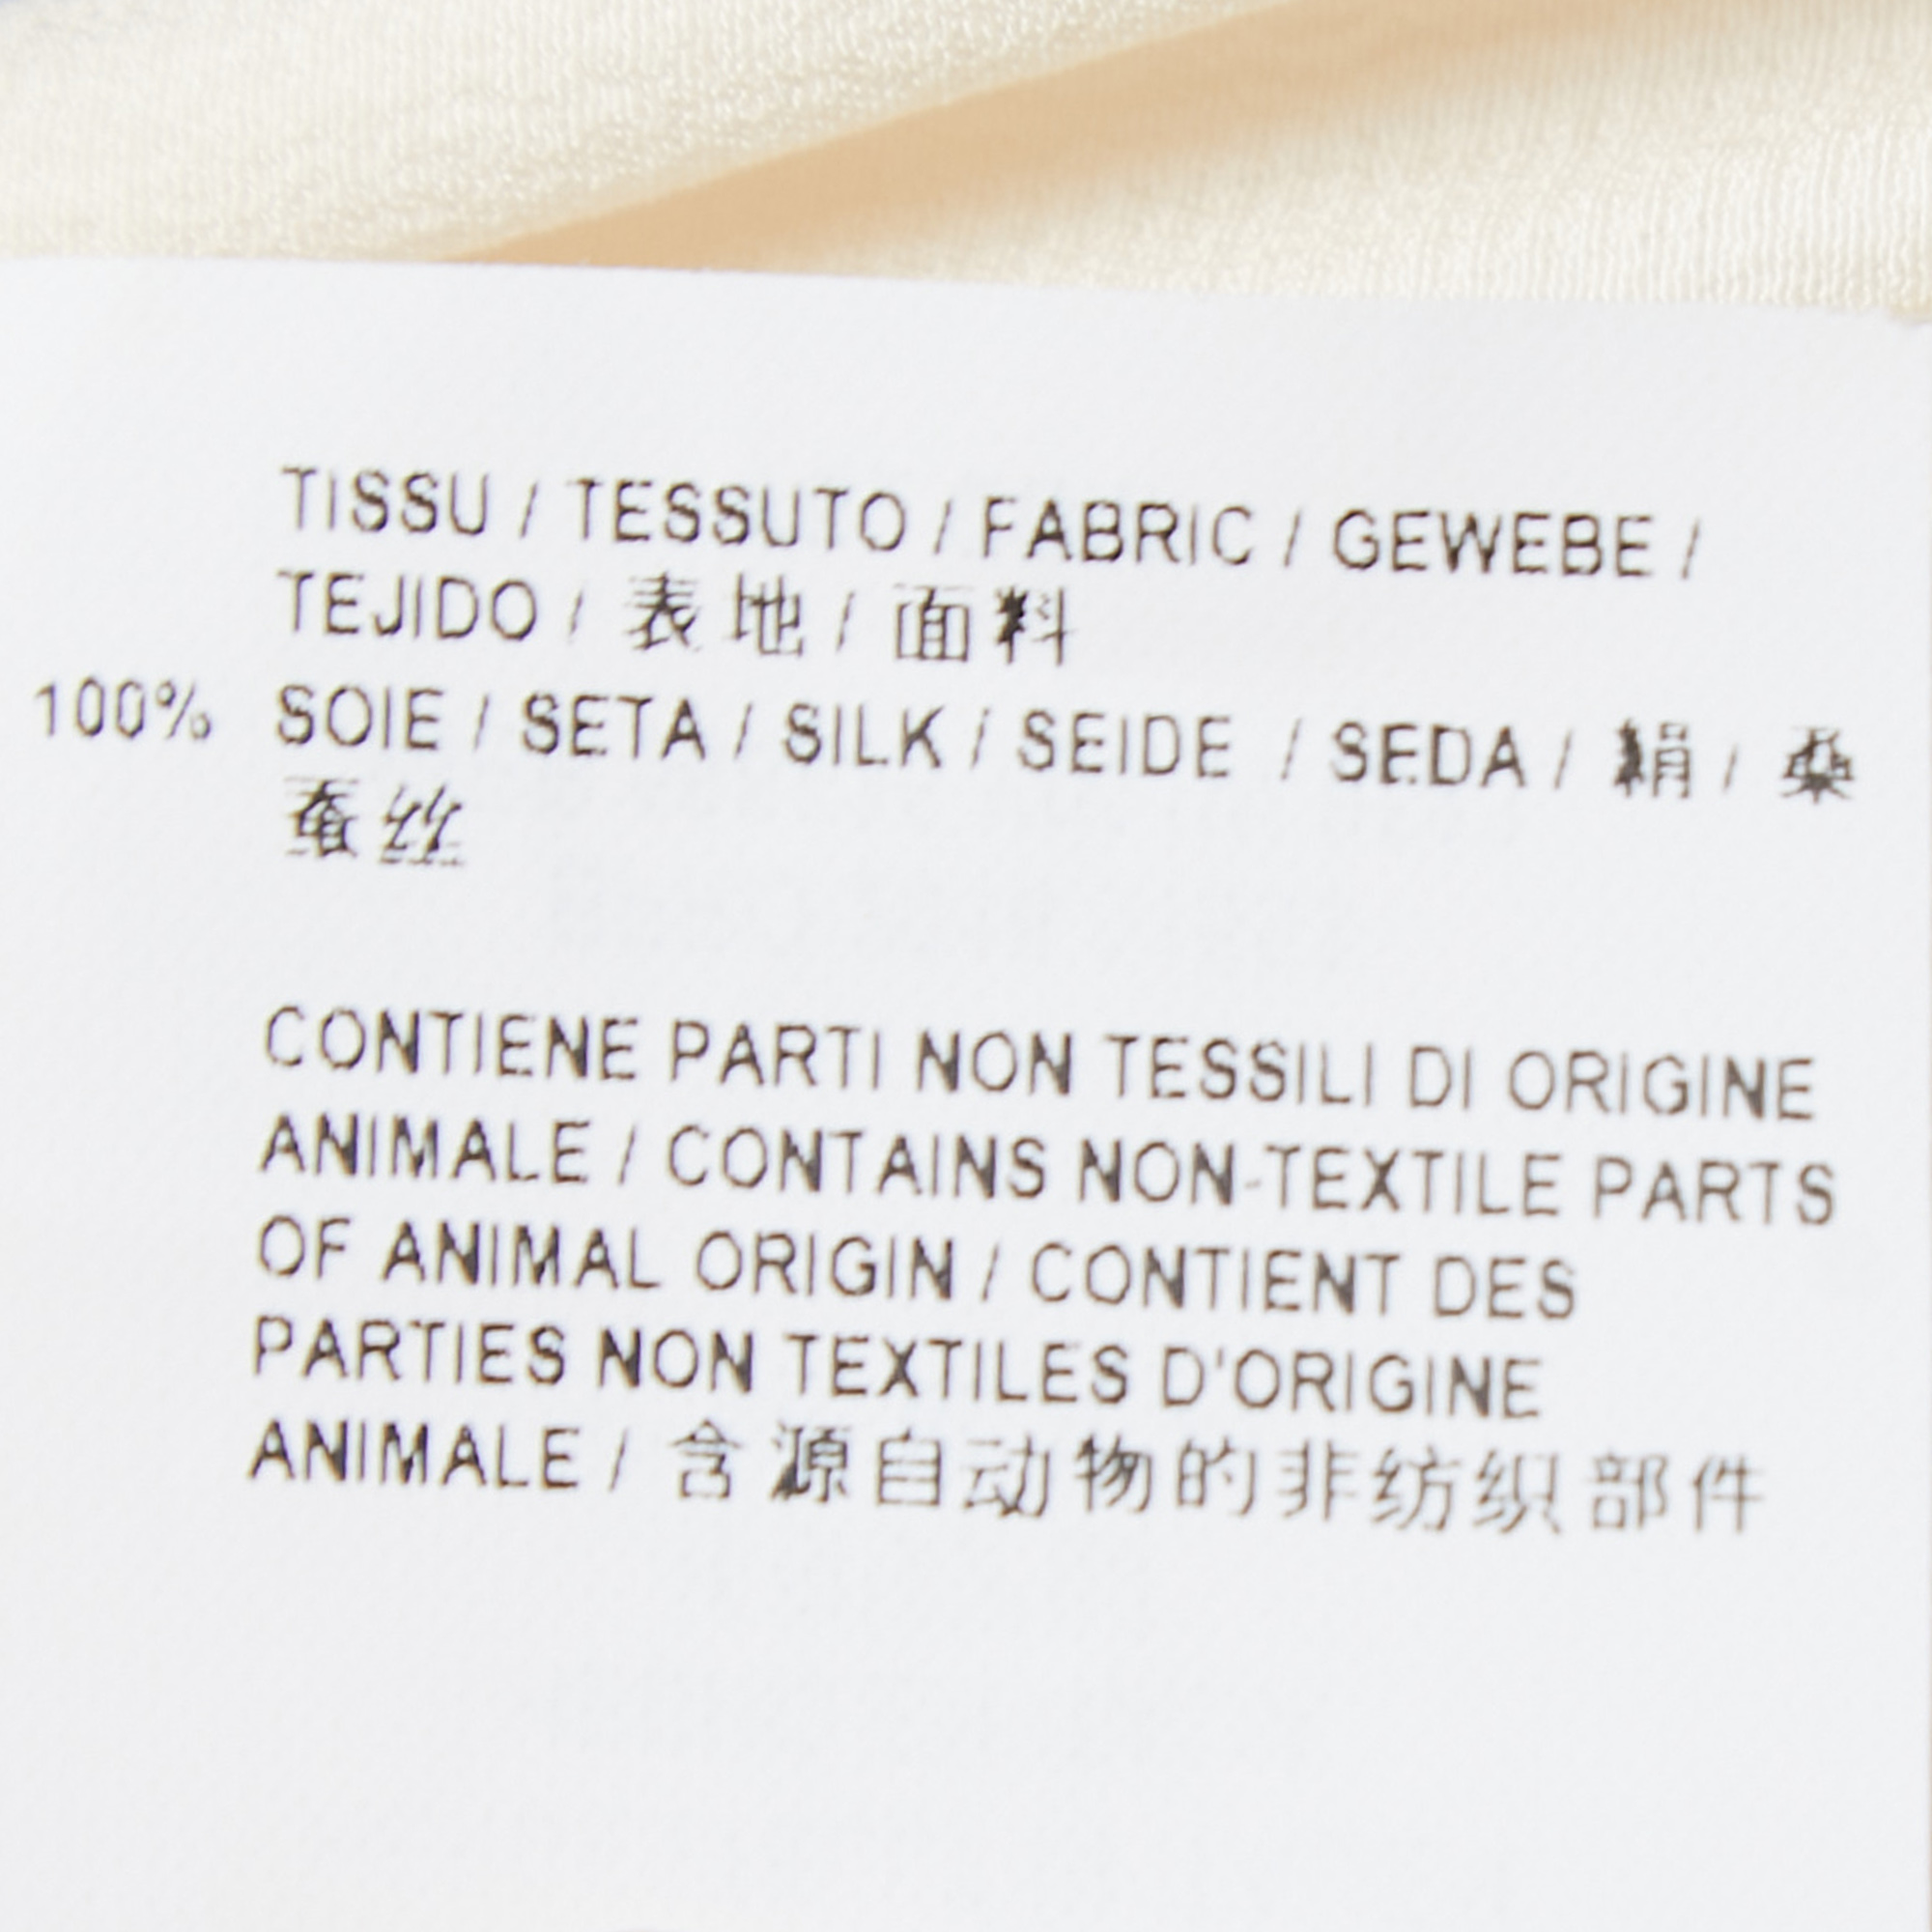 TISSU / TESSUTO / FABRIC / GEWEBE /
TEJIDO / 表地 / 面料
100% SOIE / SETA / SILK / SEIDE / SEDA / 絹 / 桑
蚕丝
CONTIENE PARTI NON TESSILI DI ORIGINE
ANIMALE / CONTAINS NON-TEXTILE PARTS
OF ANIMAL ORIGIN / CONTIENT DES
PARTIES NON TEXTILES D'ORIGINE
ANIMALE / 含源自动物的非纺织部件